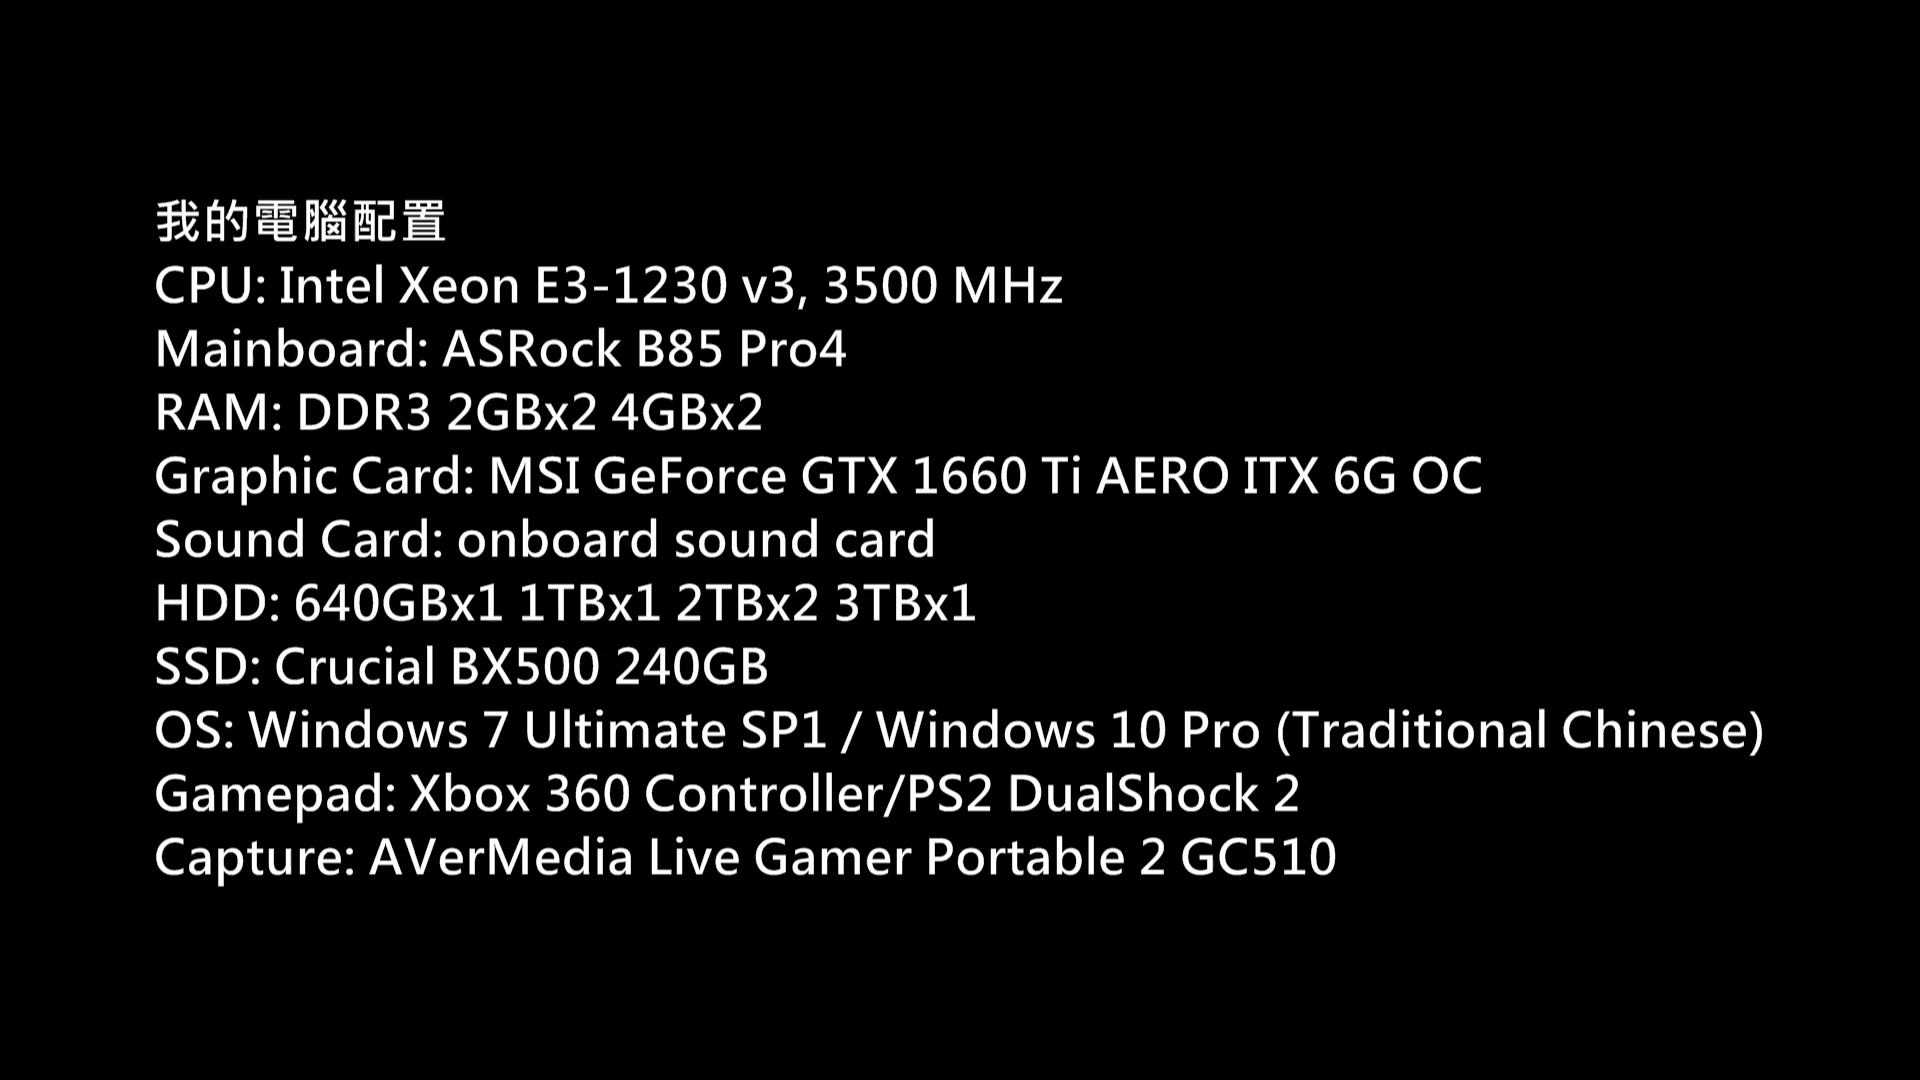 我的電腦配置
CPU: Intel Xeon E3-1230 v3, 3500 MHz
Mainboard: ASRock B85 Pro4
RAM: DDR3 2GBx2 4GBx2
Graphic Card: MSI GeForce GTX 1660 Ti AERO ITX 6G OC
Sound Card: onboard sound card
HDD: 640GBx1 1TBx1 2TBx2 3TBx1
SSD: Crucial BX500 240GB
OS: Windows 7 Ultimate SP1 / Windows 10 Pro (Traditional Chinese)
Gamepad: Xbox 360 Controller/PS2 DualShock 2
Capture: AVerMedia Live Gamer Portable 2 GC510